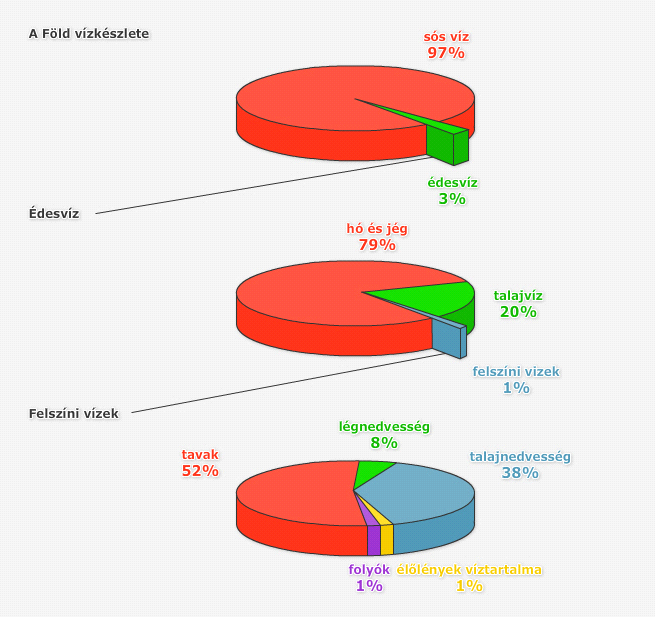 A Föld vízkészlete
sós víz
97%
édesvíz
3%
Édesvíz
hó és jég
79%
talajvíz
20%
felszíni vizek
1%
Felszíni vízek
légnedvesség
8%
tavak
52%
talajnedvesség
38%
folyók
1%
élőlények víztartalma
1%